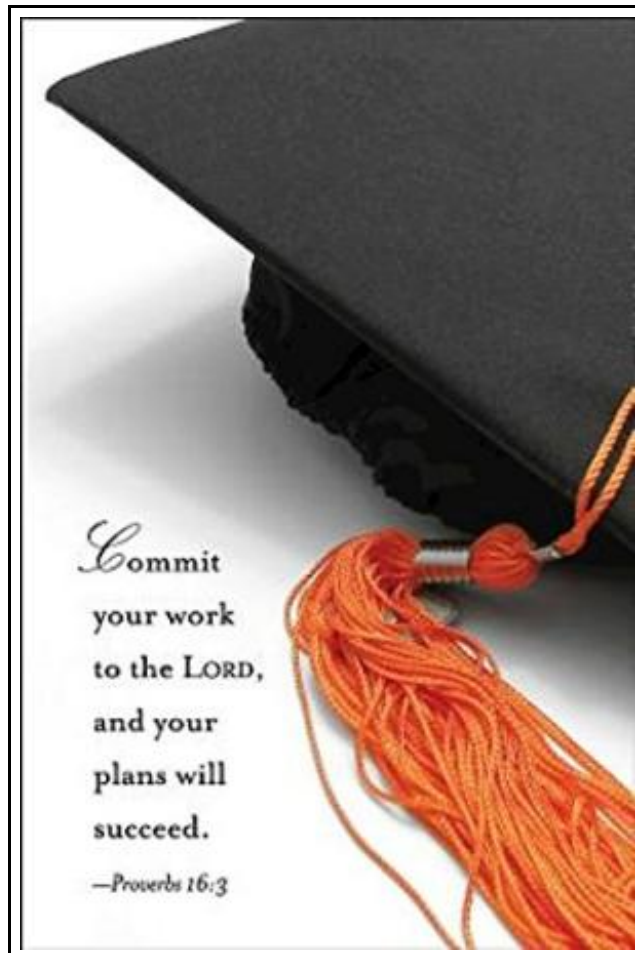 Commit
your work
to the LORD,
and your
plans will
succeed.
—Proverbs 16:3